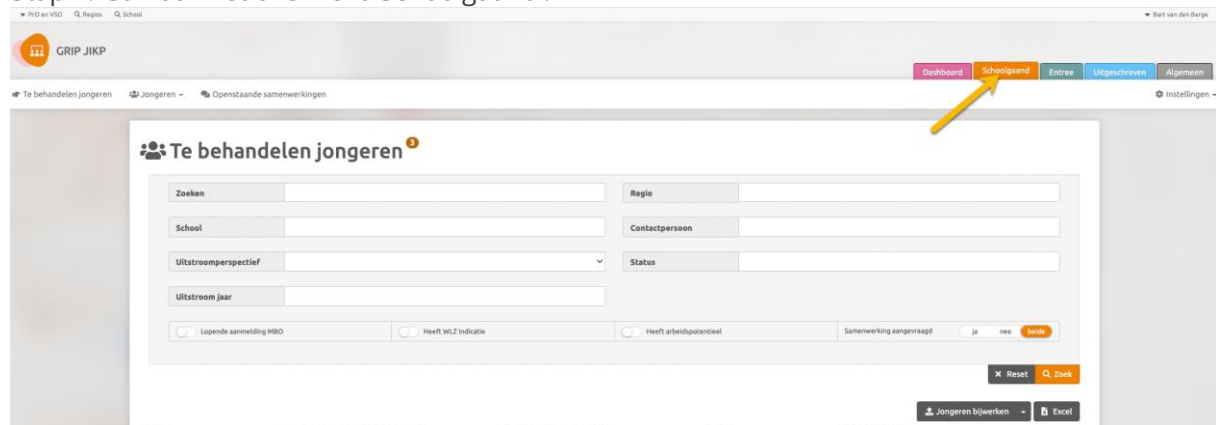 PrO en VSO Regios School Bart van den Berge
GRIP JIKP
Dashboard Schoolgaand Entree Uitgeschreven Algemeen
Te behandelen jongeren Jongeren Openstaande samenwerkingen Instellingen
Te behandelen jongeren 3
Zoeken Regio
School Contactpersoon
Uitstroomperspectief Status
Uitstroom jaar
Lopende aanmelding MBO Heeft WLZ indicatie Heeft arbeidspotentieel Samenwerking aangevraagd ja nee beide
Reset Zoek
Jongeren bijwerken Excel